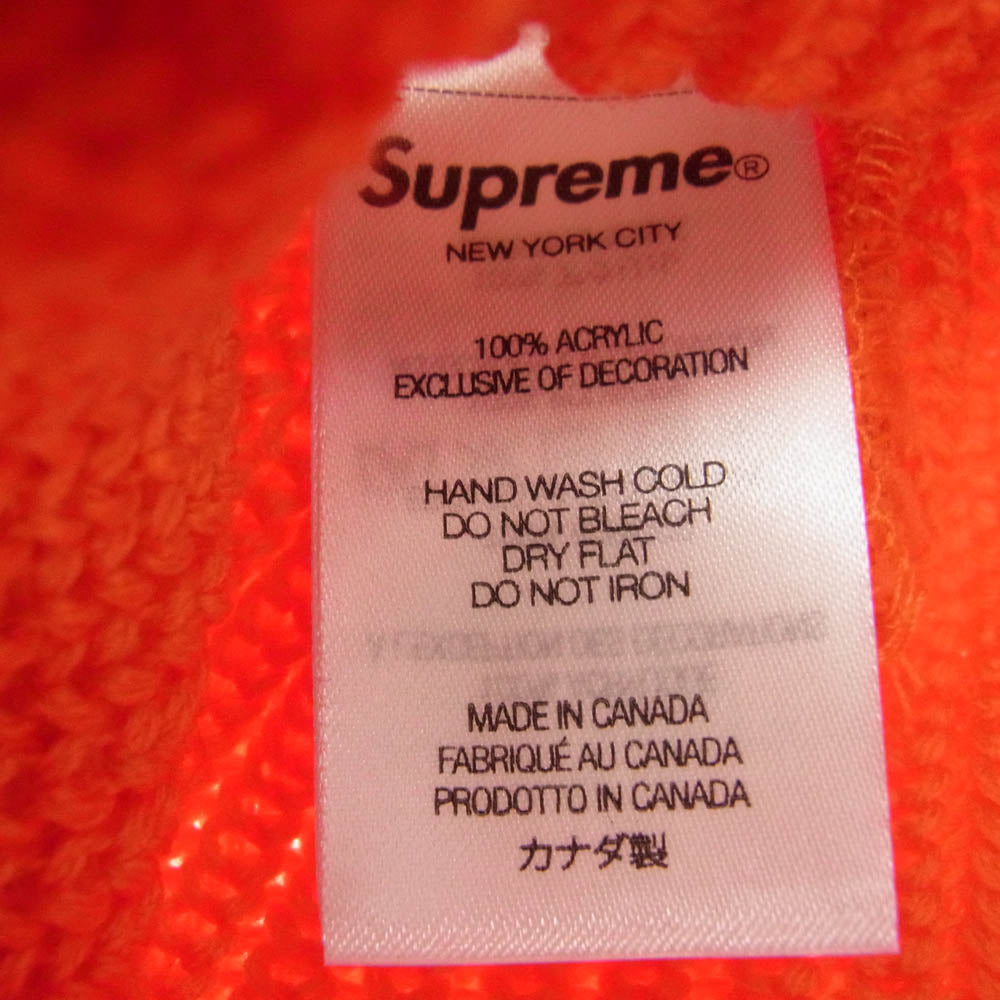 Supreme®
NEW YORK CITY
100% ACRYLIC
EXCLUSIVE OF DECORATION
HAND WASH COLD
DO NOT BLEACH
DRY FLAT
DO NOT IRON
MADE IN CANADA
FABRIQUÉ AU CANADA
PRODOTTO IN CANADA
カナダ製